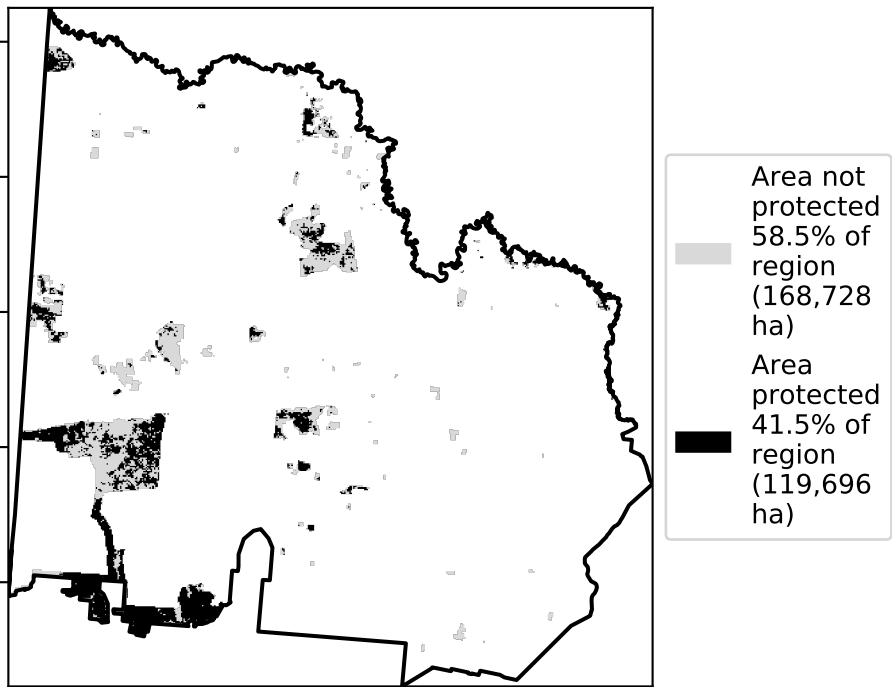 Area not
protected
58.5% of
region
(168,728
ha)
Area
protected
41.5% of
region
(119,696
ha)